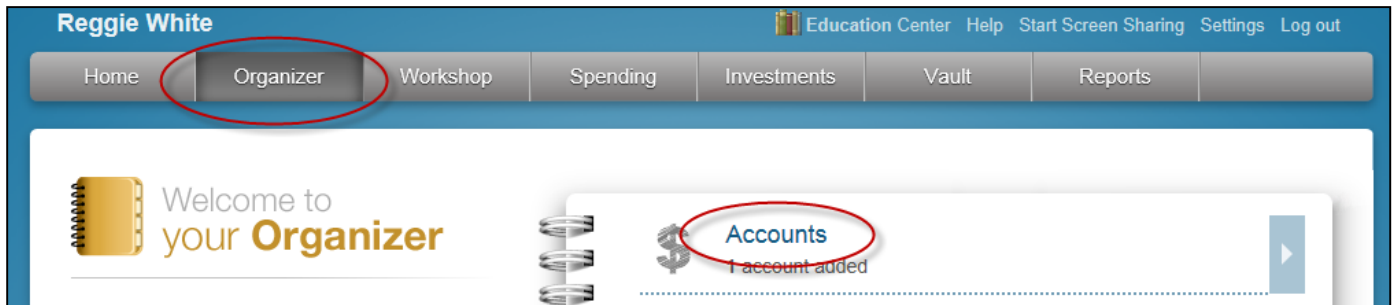 Reggie White
Education Center Help Start Screen Sharing Settings Log out
Home Organizer Workshop Spending Investments Vault Reports
Welcome to
your Organizer
Accounts
1 account added